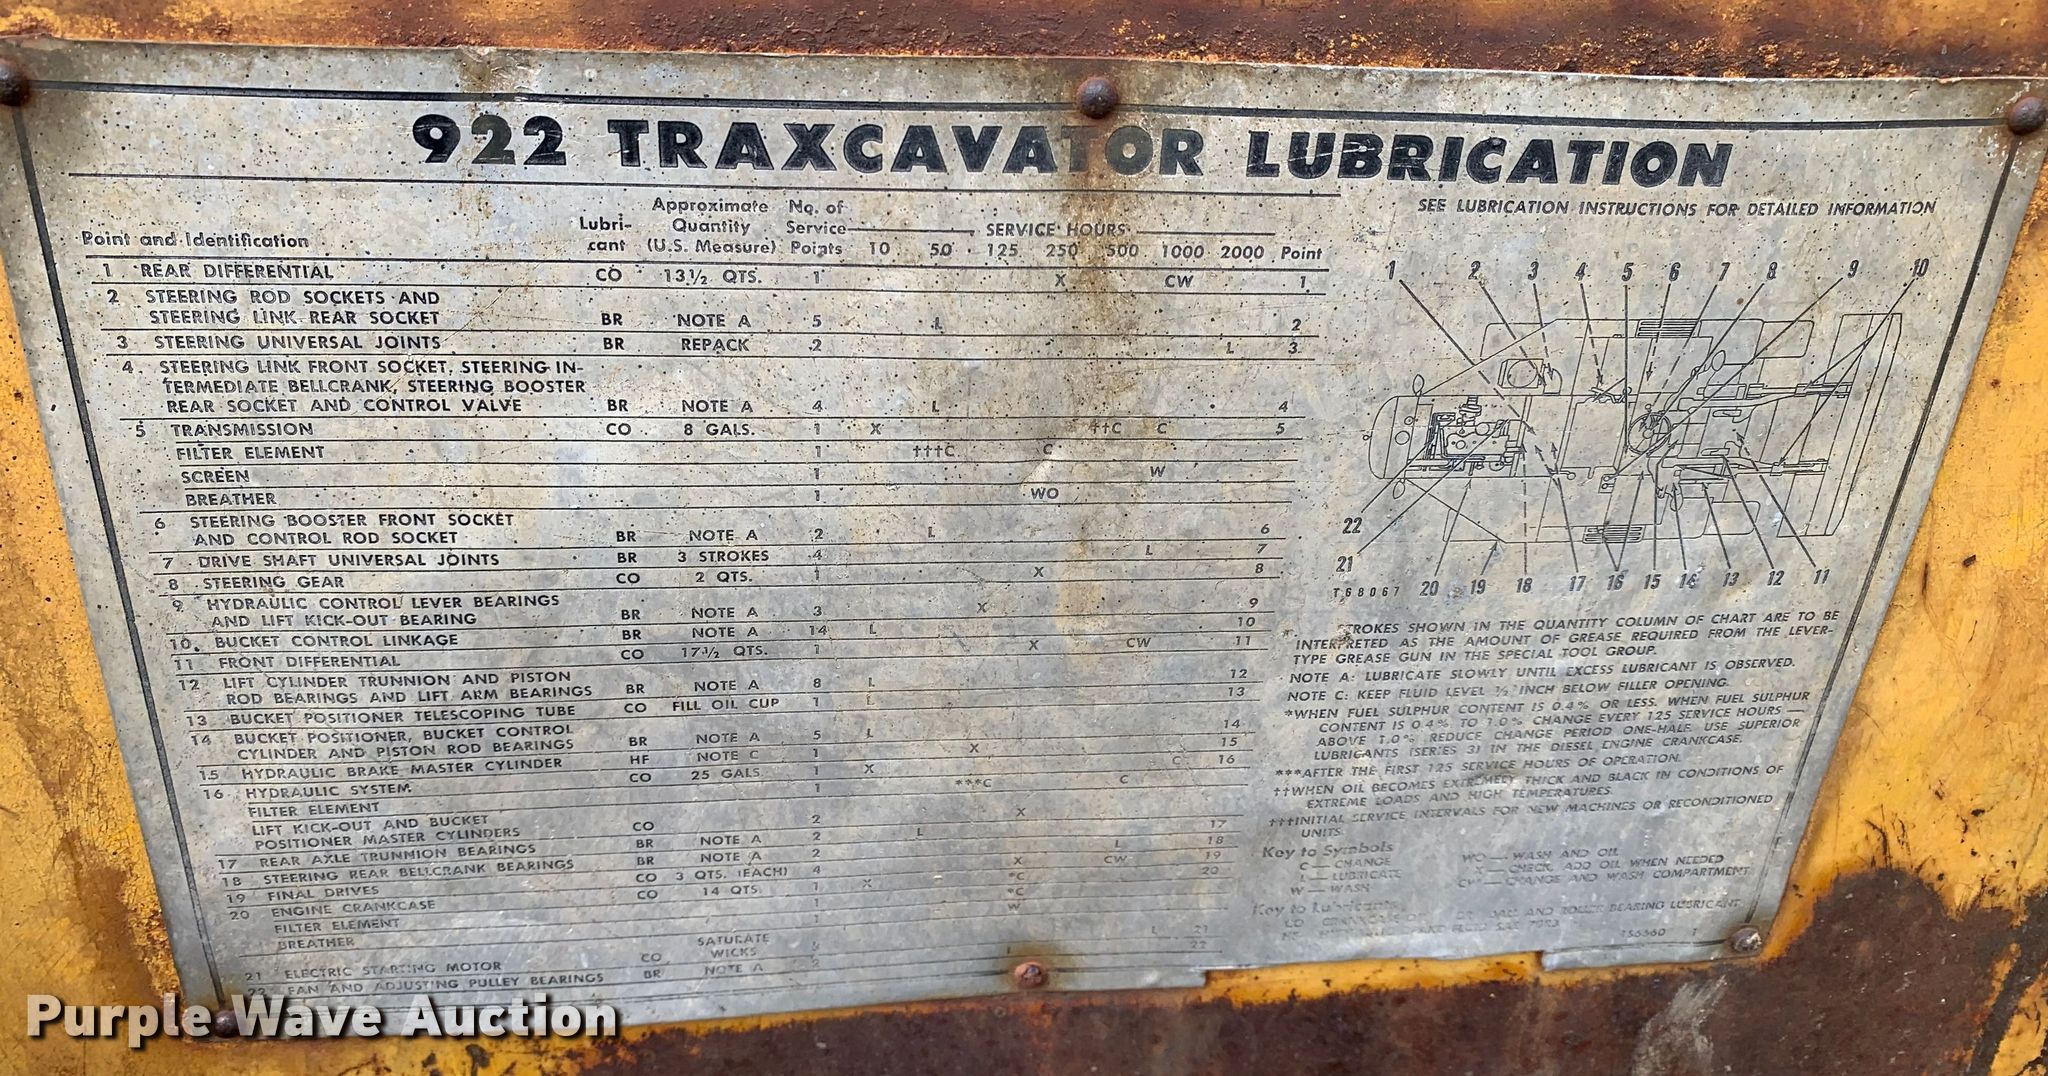 922 TRAXCAVATOR LUBRICATION
SEE LUBRICATION INSTRUCTIONS FOR DETAILED INFORMATION
Point and Identification Lubri-cant Approximate Quantity (U.S. Measure) No. of Service Points SERVICE HOURS 10 50 125 250 500 1000 2000 Point
1 REAR DIFFERENTIAL CO 13½ QTS. 1 X CW 1
2 STEERING ROD SOCKETS AND
STEERING LINK REAR SOCKET BR NOTE A 5 L 2
3 STEERING UNIVERSAL JOINTS BR REPACK 2 L 3
4 STEERING LINK FRONT SOCKET, STEERING IN-
TERMEDIATE BELLCRANK, STEERING BOOSTER
REAR SOCKET AND CONTROL VALVE BR NOTE A 4 L 4
5 TRANSMISSION CO 8 GALS. 1 X ††C C 5
FILTER ELEMENT 1 †††C C
SCREEN 1 W
BREATHER 1 WO
6 STEERING BOOSTER FRONT SOCKET
AND CONTROL ROD SOCKET BR NOTE A 2 L 6
7 DRIVE SHAFT UNIVERSAL JOINTS BR 3 STROKES 4 L 7
8 STEERING GEAR CO 2 QTS. 1 X 8
9 HYDRAULIC CONTROL LEVER BEARINGS
AND LIFT KICK-OUT BEARING BR NOTE A 3 X 9
10. BUCKET CONTROL LINKAGE BR NOTE A 14 L 10
11 FRONT DIFFERENTIAL CO 17½ QTS. 1 X CW 11
12 LIFT CYLINDER TRUNNION AND PISTON
ROD BEARINGS AND LIFT ARM BEARINGS BR NOTE A 8 L 12
13 BUCKET POSITIONER TELESCOPING TUBE CO FILL OIL CUP 1 L 13
14 BUCKET POSITIONER, BUCKET CONTROL
CYLINDER AND PISTON ROD BEARINGS BR NOTE A 5 L 14
15 HYDRAULIC BRAKE MASTER CYLINDER HF NOTE C 1 X 15
16 HYDRAULIC SYSTEM CO 25 GALS. 1 X C 16
FILTER ELEMENT 1 ***C C
LIFT KICK-OUT AND BUCKET
POSITIONER MASTER CYLINDERS CO 2 X
17 REAR AXLE TRUNNION BEARINGS BR NOTE A 2 L 17
18 STEERING REAR BELLCRANK BEARINGS BR NOTE A 2 L 18
19 FINAL DRIVES CO 3 QTS. (EACH) 4 X CW 19
20 ENGINE CRANKCASE CO 14 QTS. 1 X *C 20
FILTER ELEMENT 1 *C
BREATHER 1 W
21 ELECTRIC STARTING MOTOR CO SATURATE WICKS L 21
22 FAN AND ADJUSTING PULLEY BEARINGS BR NOTE A 2 L 22
1 2 3 4 5 6 7 8 9 10
22
21 20 19 18 17 16 15 14 13 12 11
T68067
STROKES SHOWN IN THE QUANTITY COLUMN OF CHART ARE TO BE
INTERPRETED AS THE AMOUNT OF GREASE REQUIRED FROM THE LEVER-
TYPE GREASE GUN IN THE SPECIAL TOOL GROUP.
NOTE A: LUBRICATE SLOWLY UNTIL EXCESS LUBRICANT IS OBSERVED.
NOTE C: KEEP FLUID LEVEL ½ INCH BELOW FILLER OPENING.
*WHEN FUEL SULPHUR CONTENT IS 0.4% OR LESS. WHEN FUEL SULPHUR
CONTENT IS 0.4% TO 1.0% CHANGE EVERY 125 SERVICE HOURS —
ABOVE 1.0% REDUCE CHANGE PERIOD ONE-HALF. USE SUPERIOR
LUBRICANTS (SERIES 3) IN THE DIESEL ENGINE CRANKCASE.
***AFTER THE FIRST 125 SERVICE HOURS OF OPERATION.
††WHEN OIL BECOMES EXTREMELY THICK AND BLACK IN CONDITIONS OF
EXTREME LOADS AND HIGH TEMPERATURES.
†††INITIAL SERVICE INTERVALS FOR NEW MACHINES OR RECONDITIONED
UNITS.
Key to Symbols
C — CHANGE WO — WASH AND OIL
L — LUBRICATE X — CHECK, ADD OIL WHEN NEEDED
W — WASH CW — CHANGE AND WASH COMPARTMENT
Key to Lubricants
CO CRANKCASE BALL AND ROLLER BEARING LUBRICANT
AND FLUID SAE 70R3
Purple Wave Auction